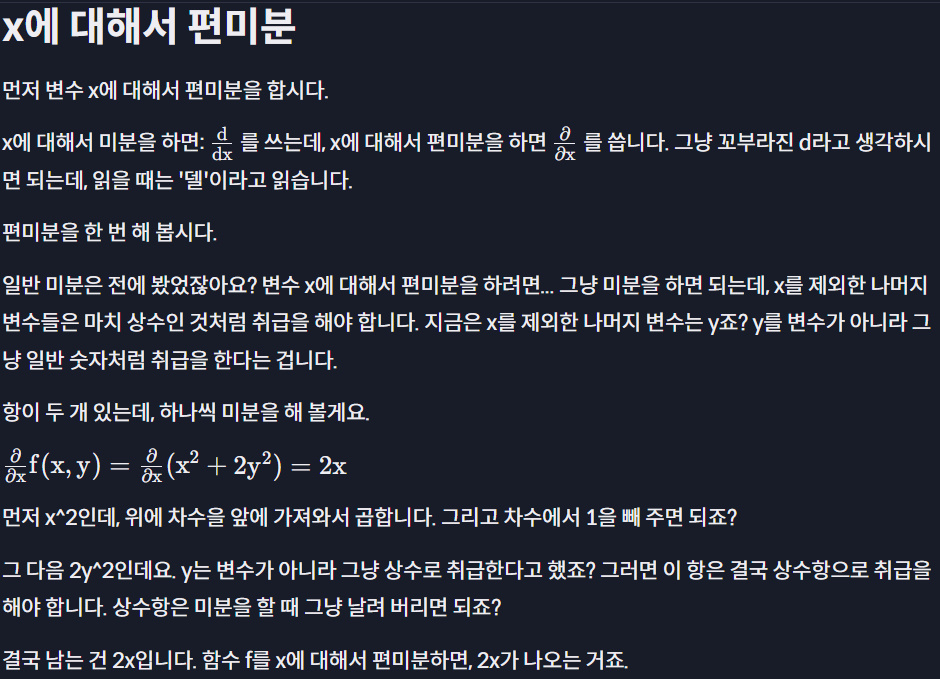 x에 대해서 편미분
먼저 변수 x에 대해서 편미분을 합시다.
x에 대해서 미분을 하면: d/dx 를 쓰는데, x에 대해서 편미분을 하면 ∂/∂x 를 씁니다. 그냥 꼬부라진 d라고 생각하시
면 되는데, 읽을 때는 '델'이라고 읽습니다.
편미분을 한 번 해 봅시다.
일반 미분은 전에 봤었잖아요? 변수 x에 대해서 편미분을 하려면... 그냥 미분을 하면 되는데, x를 제외한 나머지
변수들은 마치 상수인 것처럼 취급을 해야 합니다. 지금은 x를 제외한 나머지 변수는 y죠? y를 변수가 아니라 그
냥 일반 숫자처럼 취급을 한다는 겁니다.
항이 두 개 있는데, 하나씩 미분을 해 볼게요.
∂/∂x f(x, y) = ∂/∂x (x² + 2y²) = 2x
먼저 x^2인데, 위에 차수을 앞에 가져와서 곱합니다. 그리고 차수에서 1을 빼 주면 되죠?
그 다음 2y^2인데요. y는 변수가 아니라 그냥 상수로 취급한다고 했죠? 그러면 이 항은 결국 상수항으로 취급을
해야 합니다. 상수항은 미분을 할 때 그냥 날려 버리면 되죠?
결국 남는 건 2x입니다. 함수 f를 x에 대해서 편미분하면, 2x가 나오는 거죠.